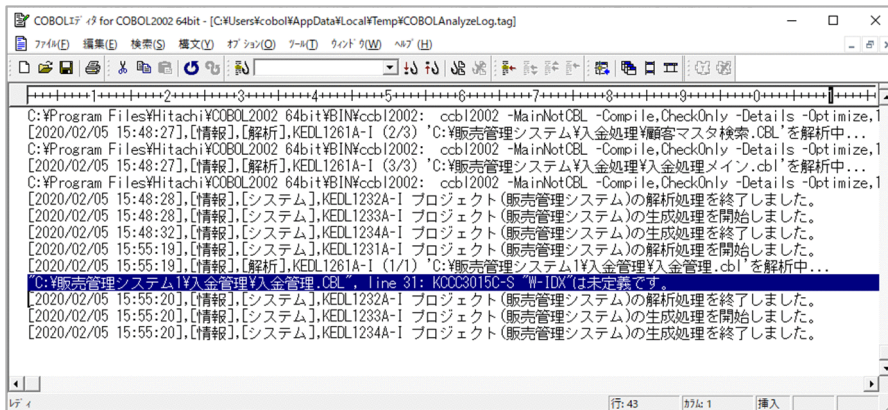 COBOLｴﾃﾞｨﾀ for COBOL2002 64bit - [C:¥Users¥cobol¥AppData¥Local¥Temp¥COBOLAnalyzeLog.tag]
ﾌｧｲﾙ(F) 編集(E) 検索(S) 構文(Y) ｵﾌﾟｼｮﾝ(O) ﾂｰﾙ(T) ｳｨﾝﾄﾞｳ(W) ﾍﾙﾌﾟ(H)
C:¥Program Files¥Hitachi¥COBOL2002 64bit¥BIN¥ccbl2002: ccbl2002 -MainNotCBL -Compile,CheckOnly -Details -Optimize,1
[2020/02/05 15:48:27],[情報],[解析],KEDL1261A-I (2/3) 'C:¥販売管理システム¥入金処理¥顧客マスタ検索.CBL'を解析中...
C:¥Program Files¥Hitachi¥COBOL2002 64bit¥BIN¥ccbl2002: ccbl2002 -MainNotCBL -Compile,CheckOnly -Details -Optimize,1
[2020/02/05 15:48:27],[情報],[解析],KEDL1261A-I (3/3) 'C:¥販売管理システム¥入金処理¥入金処理メイン.cbl'を解析中...
C:¥Program Files¥Hitachi¥COBOL2002 64bit¥BIN¥ccbl2002: ccbl2002 -MainNotCBL -Compile,CheckOnly -Details -Optimize,1
[2020/02/05 15:48:28],[情報],[システム],KEDL1232A-I プロジェクト(販売管理システム)の解析処理を終了しました。
[2020/02/05 15:48:28],[情報],[システム],KEDL1233A-I プロジェクト(販売管理システム)の生成処理を開始しました。
[2020/02/05 15:48:32],[情報],[システム],KEDL1234A-I プロジェクト(販売管理システム)の生成処理を終了しました。
[2020/02/05 15:55:19],[情報],[システム],KEDL1231A-I プロジェクト(販売管理システム)の解析処理を開始しました。
[2020/02/05 15:55:19],[情報],[解析],KEDL1261A-I (1/1) 'C:¥販売管理システム1¥入金管理¥入金管理.cbl'を解析中...
"C:¥販売管理システム1¥入金管理¥入金管理.CBL", line 31: KCCC3015C-S "W-IDX"は未定義です。
[2020/02/05 15:55:20],[情報],[システム],KEDL1232A-I プロジェクト(販売管理システム)の解析処理を終了しました。
[2020/02/05 15:55:20],[情報],[システム],KEDL1233A-I プロジェクト(販売管理システム)の生成処理を開始しました。
[2020/02/05 15:55:20],[情報],[システム],KEDL1234A-I プロジェクト(販売管理システム)の生成処理を終了しました。
ﾚﾃﾞｨ 行: 43 ｶﾗﾑ: 1 挿入